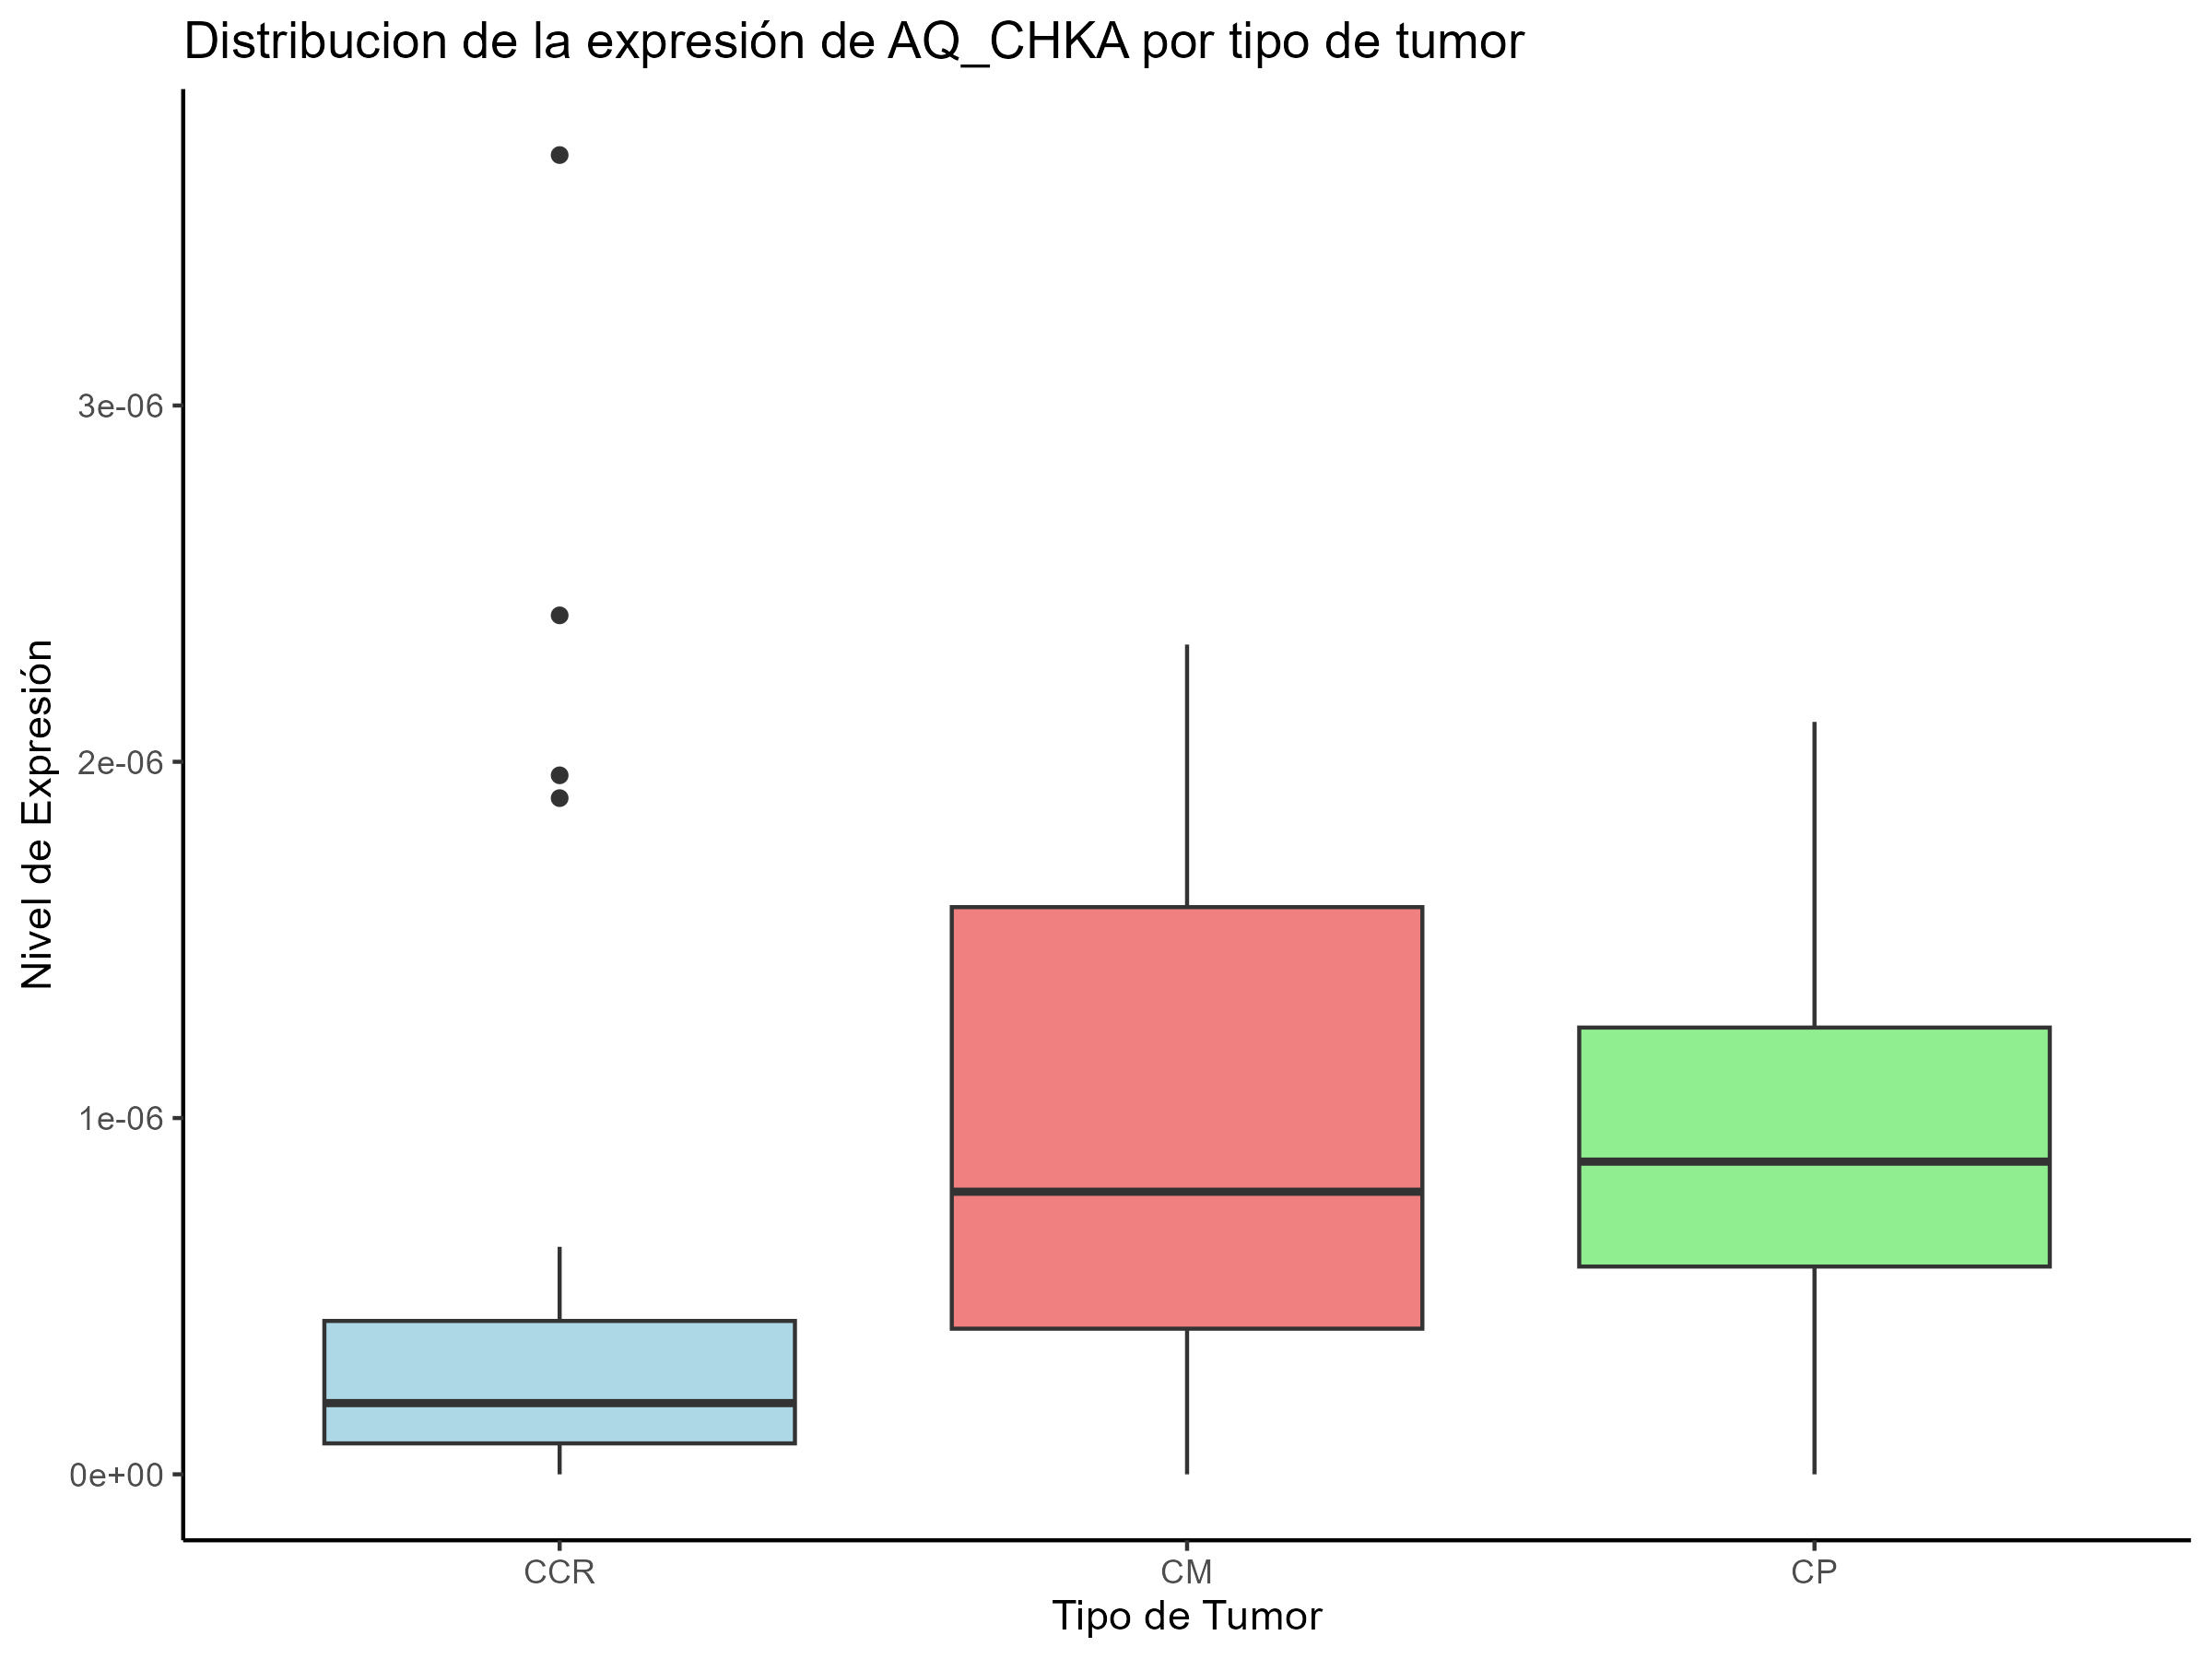 Distribucion de la expresión de AQ_CHKA por tipo de tumor
Nivel de Expresión
3e-06
2e-06
1e-06
0e+00
CCR
CM
CP
Tipo de Tumor